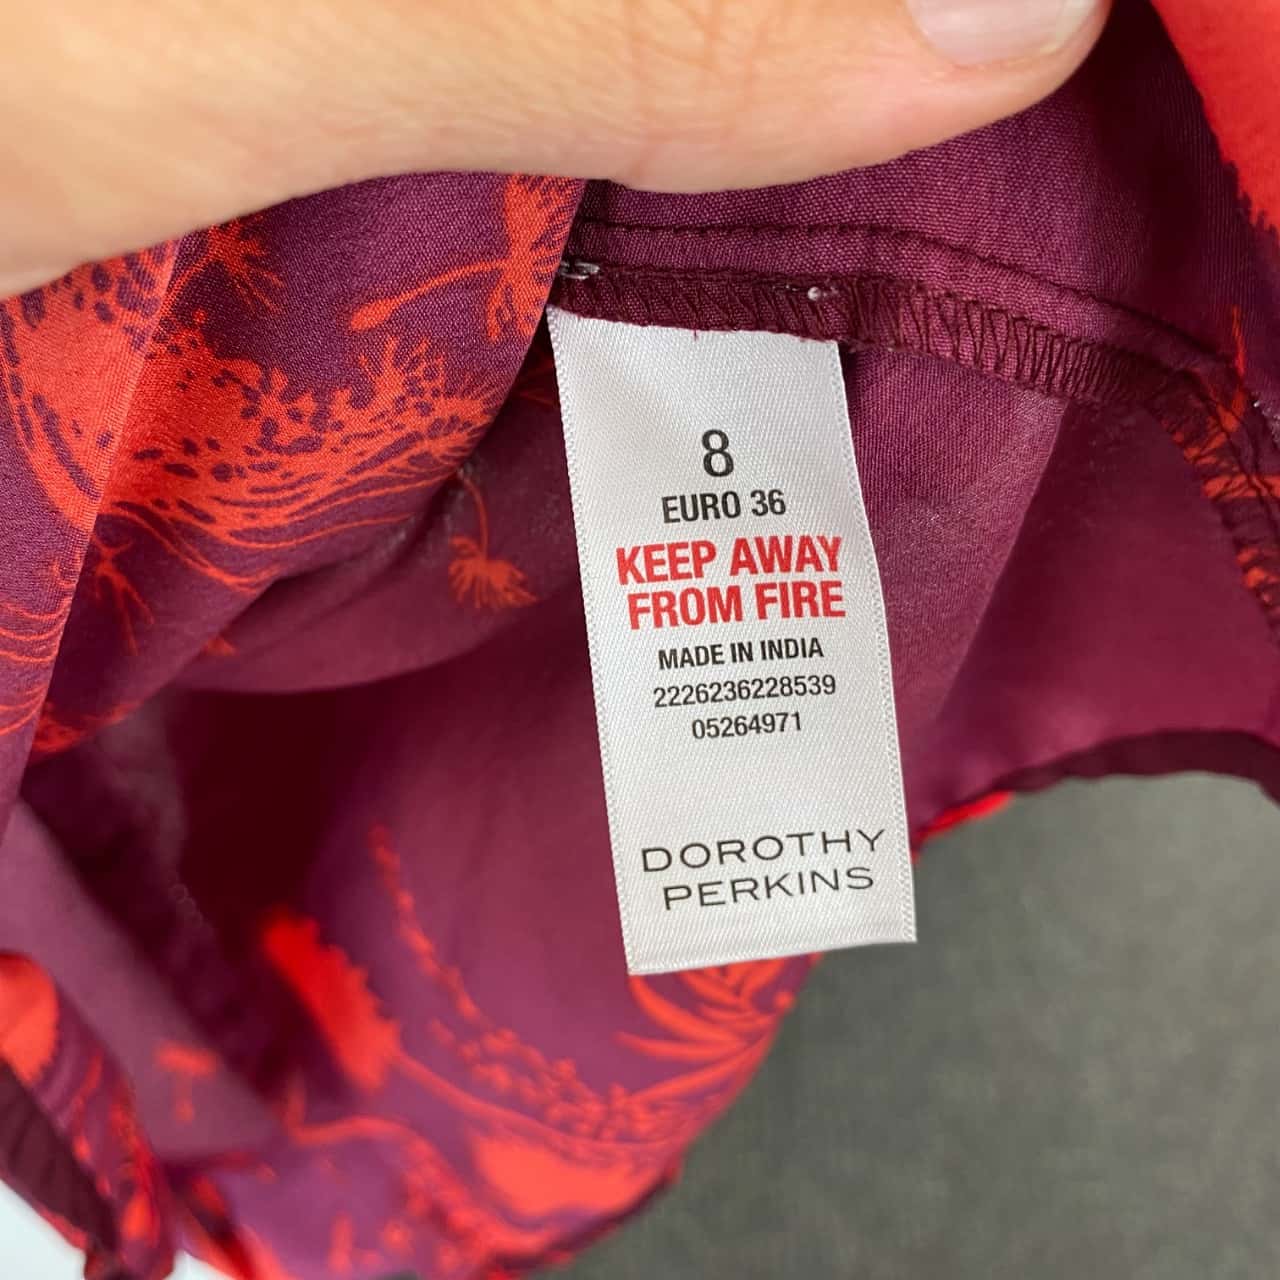 8
EURO 36
KEEP AWAY
FROM FIRE
MADE IN INDIA
2226236228539
05264971
DOROTHY
PERKINS